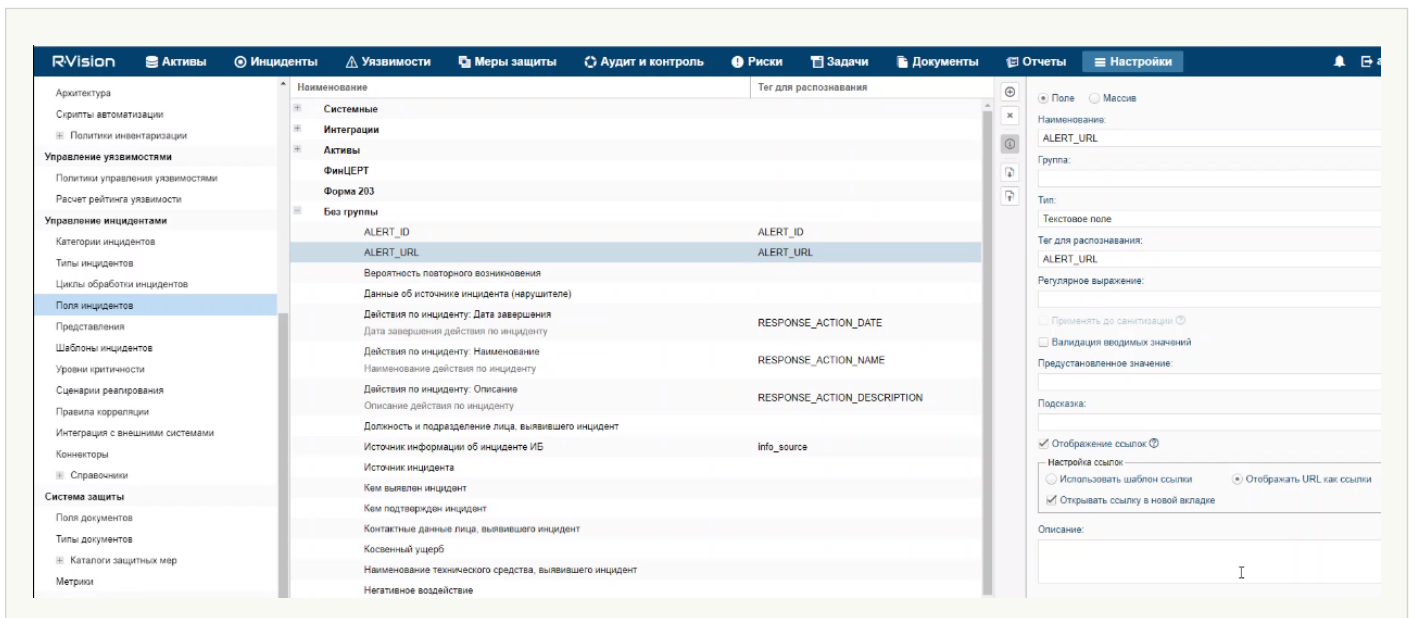 R·Vision Активы Инциденты Уязвимости Меры защиты Аудит и контроль Риски Задачи Документы Отчеты Настройки
Архитектура
Скрипты автоматизации
Политики инвентаризации
Управление уязвимостями
Политики управления уязвимостями
Расчет рейтинга уязвимости
Управление инцидентами
Категории инцидентов
Типы инцидентов
Циклы обработки инцидентов
Поля инцидентов
Представления
Шаблоны инцидентов
Уровни критичности
Сценарии реагирования
Правила корреляции
Интеграция с внешними системами
Коннекторы
Справочники
Система защиты
Поля документов
Типы документов
Каталоги защитных мер
Метрики
Наименование Тег для распознавания
Системные
Интеграции
Активы
ФинЦЕРТ
Форма 203
Без группы
ALERT_ID ALERT_ID
ALERT_URL ALERT_URL
Вероятность повторного возникновения
Данные об источнике инцидента (нарушителе)
Действия по инциденту: Дата завершения
Дата завершения действия по инциденту RESPONSE_ACTION_DATE
Действия по инциденту: Наименование
Наименование действия по инциденту RESPONSE_ACTION_NAME
Действия по инциденту: Описание
Описание действия по инциденту RESPONSE_ACTION_DESCRIPTION
Должность и подразделение лица, выявившего инцидент
Источник информации об инциденте ИБ info_source
Источник инцидента
Кем выявлен инцидент
Кем подтвержден инцидент
Контактные данные лица, выявившего инцидент
Косвенный ущерб
Наименование технического средства, выявившего инцидент
Негативное воздействие
Поле Массив
Наименование:
ALERT_URL
Группа:
Тип:
Текстовое поле
Тег для распознавания:
ALERT_URL
Регулярное выражение:
Применять до санитизации
Валидация вводимых значений
Предустановленное значение:
Подсказка:
Отображение ссылок
Настройка ссылок
Использовать шаблон ссылки Отображать URL как ссылки
Открывать ссылку в новой вкладке
Описание: